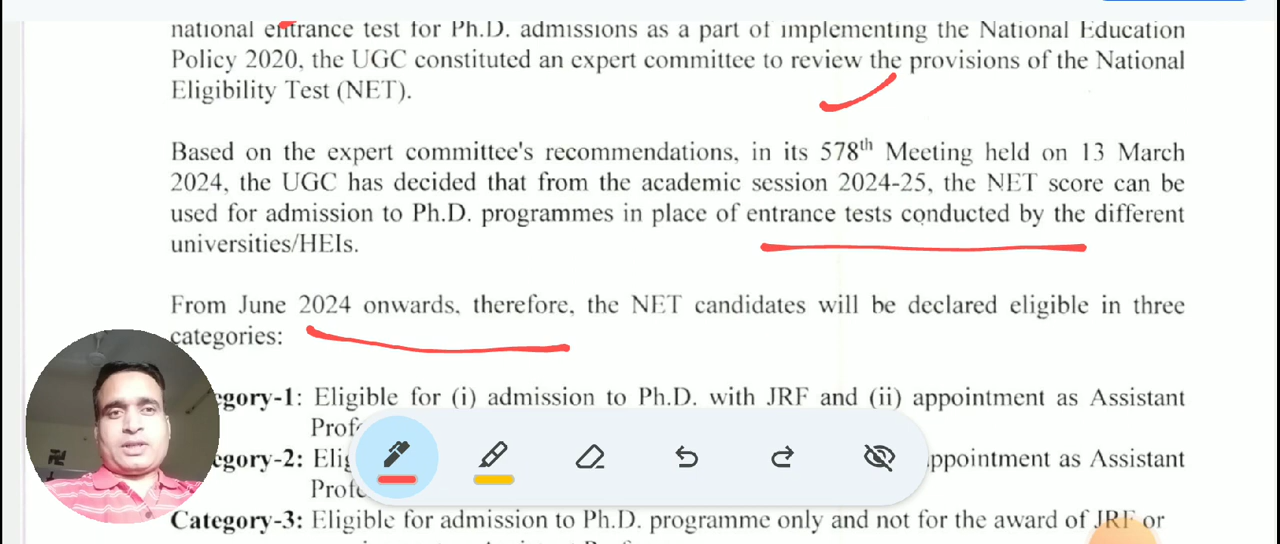 national entrance test for Ph.D. admissions as a part of implementing the National Education
Policy 2020, the UGC constituted an expert committee to review the provisions of the National
Eligibility Test (NET).
Based on the expert committee's recommendations, in its 578th Meeting held on 13 March
2024, the UGC has decided that from the academic session 2024-25, the NET score can be
used for admission to Ph.D. programmes in place of entrance tests conducted by the different
universities/HEIs.
From June 2024 onwards, therefore, the NET candidates will be declared eligible in three
categories:
egory-1: Eligible for (i) admission to Ph.D. with JRF and (ii) appointment as Assistant
Prof
egory-2: Elig ppointment as Assistant
Prof
Category-3: Eligible for admission to Ph.D. programme only and not for the award of JRF or